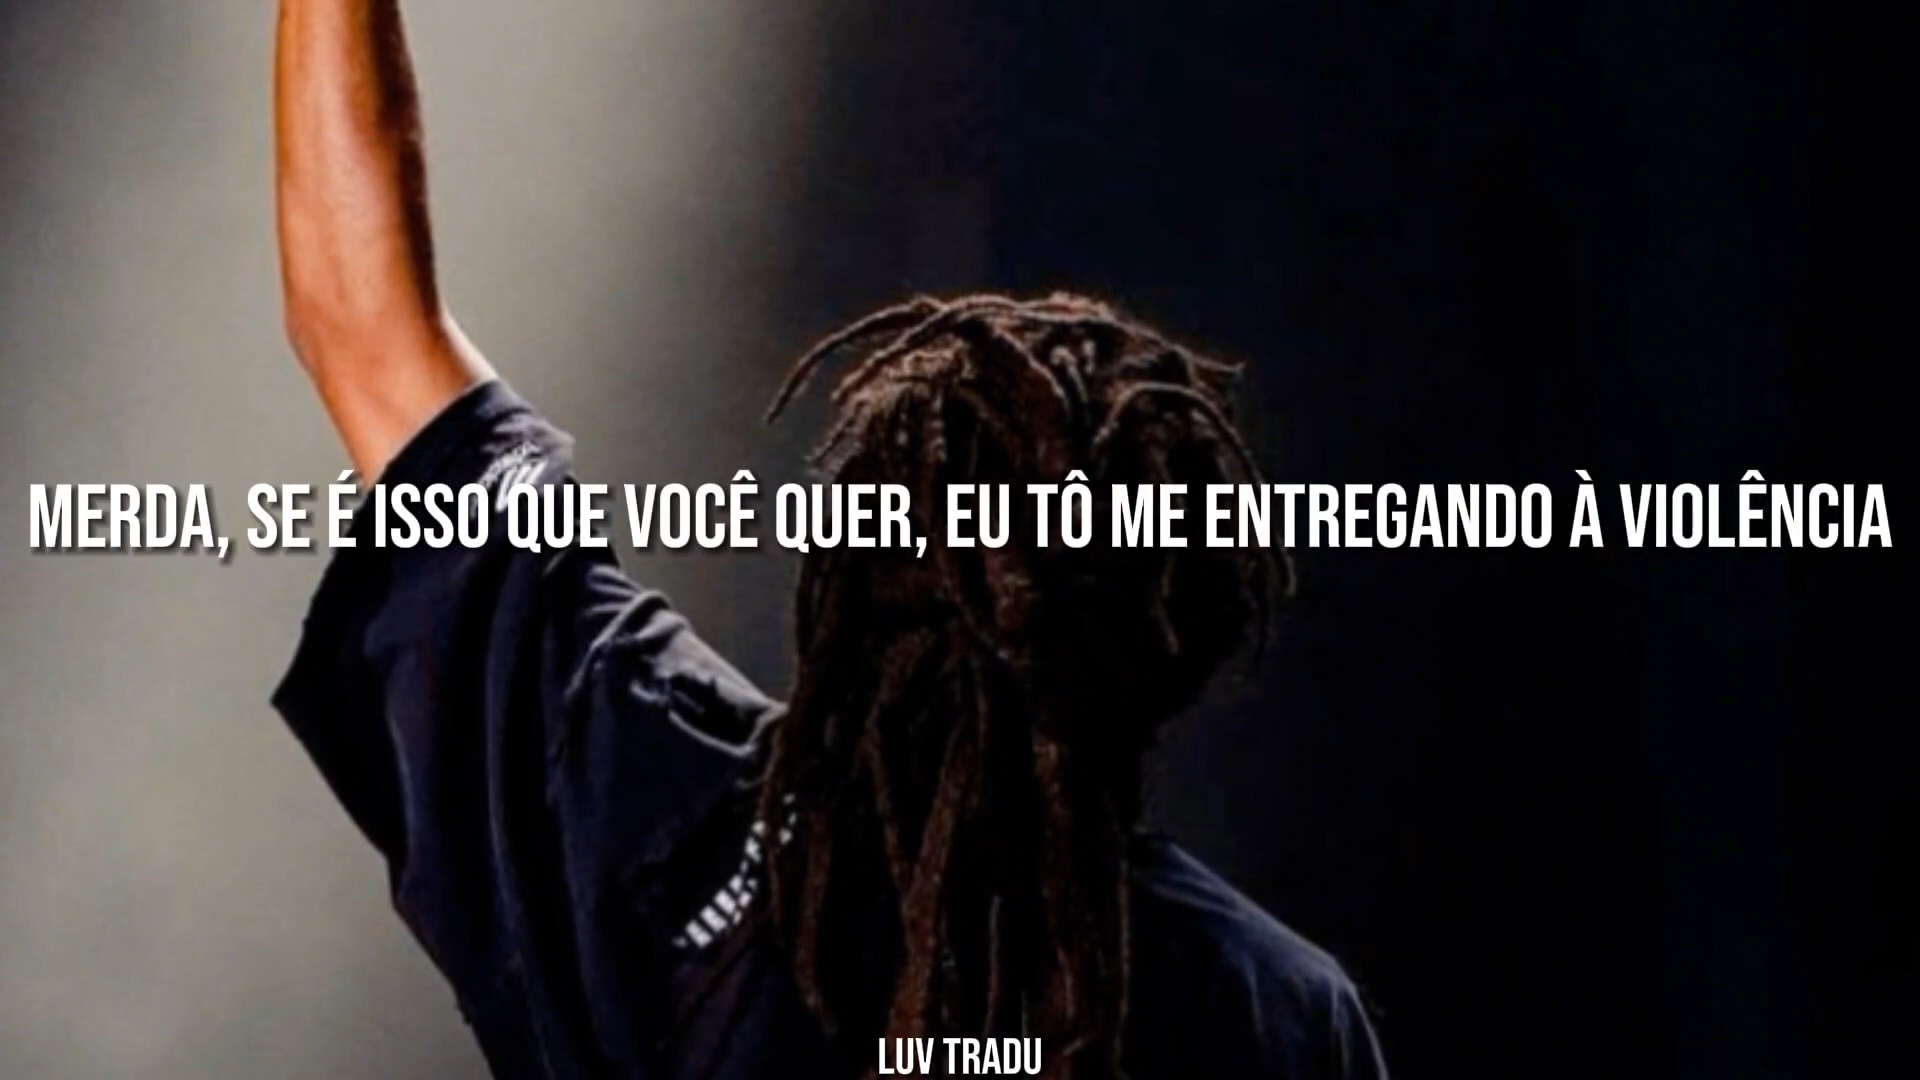 MERDA, SE É ISSO QUE VOCÊ QUER, EU TÔ ME ENTREGANDO À VIOLÊNCIA
LUV TRADU